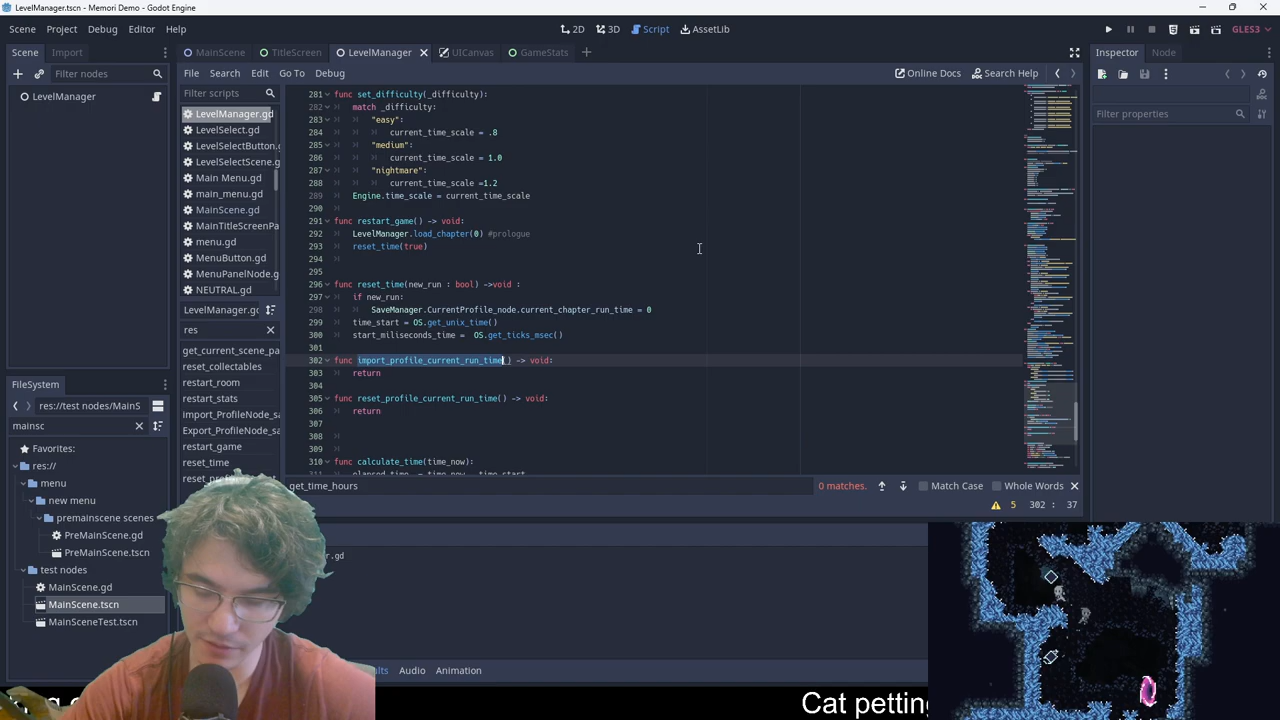 LevelManager.tscn - Memori Demo - Godot Engine
Scene Project Debug Editor Help
2D 3D Script AssetLib
GLES3
Scene Import
MainScene TitleScreen LevelManager UICanvas GameStats
Inspector Node
Filter nodes
File Search Edit Go To Debug
Online Docs Search Help
LevelManager
Filter scripts
Filter properties
LevelManager.gd
LevelSelect.gd
LevelSelectButton.g
LevelSelectScene.g
Main Menu.gd
main_menu.gd
MainScene.gd
MainTitleScreenPa
menu.gd
MenuButton.gd
MenuPanelNode.g
NEUTRAL.gd
LevelManager.gd
res
get_current_scene_pa
reset_collectables
restart_room
restart_stats
import_ProfileNode_sa
Export_ProfileNode_sa
restart_game
reset_time
281 func set_difficulty(_difficulty):
282 match _difficulty:
283 "easy":
284 current_time_scale = .8
285 "medium":
286 current_time_scale = 1.0
287 "nightmare":
288 current_time_scale =1.2
289 Engine.time_scale = current_time_scale
290
291 func restart_game() -> void:
292 LevelManager.load_chapter(0) #prologue
293 reset_time(true)
294
295
296 func reset_time(new_run : bool) ->void :
297 if new_run:
298 SaveManager.CurrentProfile_node.current_chapter_run_time = 0
299 time_start = OS.get_unix_time()
300 start_milseconds_time = OS.get_ticks_msec()
301
302 func start_profile_current_run_time() -> void:
303 return
304
305 func reset_profile_current_run_time() -> void:
306 return
307
308
309
310 func calculate_time(time_now):
get_time_hours
0 matches.
Match Case Whole Words
5 302 : 37
FileSystem
res://test nodes/MainS
mainsc
Favorites:
res://
menu
new menu
premainscene scenes
PreMainScene.gd
PreMainScene.tscn
test nodes
MainScene.gd
MainScene.tscn
MainSceneTest.tscn
Audio Animation
Cat petting